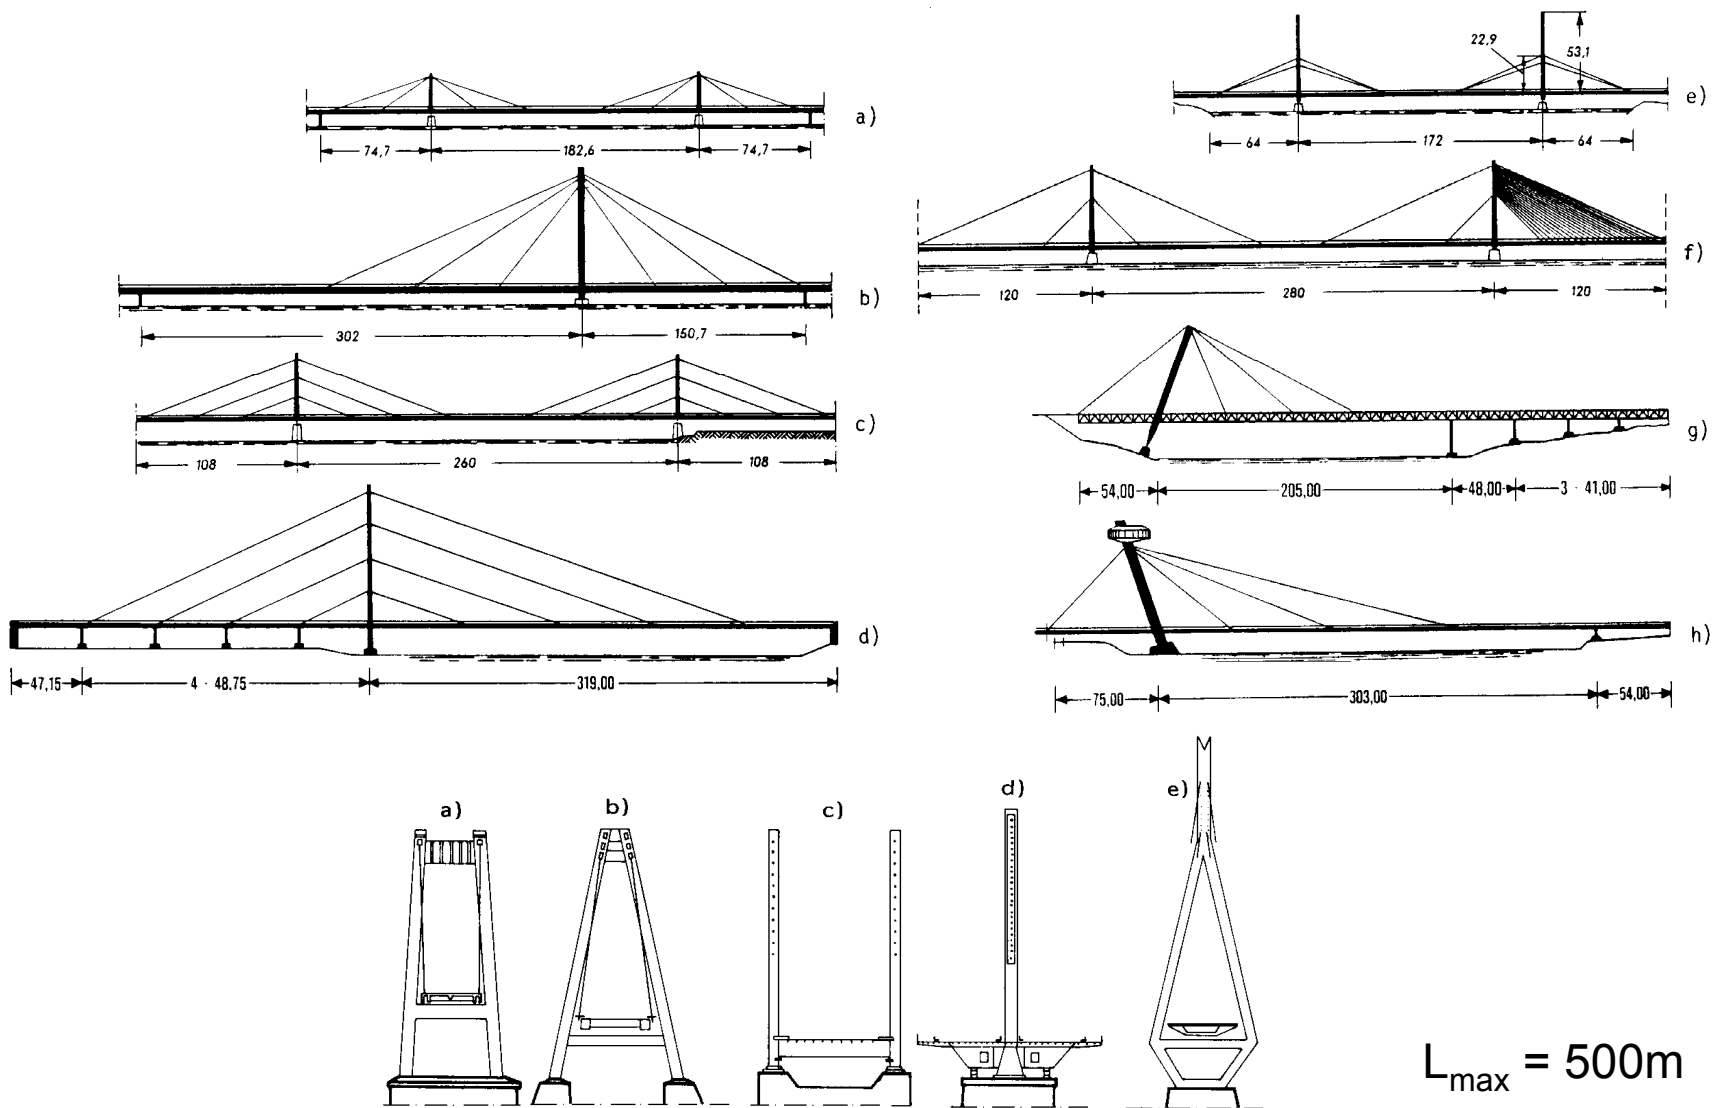 a)
74,7 182,6 74,7
b)
302 150,7
c)
108 260 108
d)
47,15 4 · 48,75 319,00
22,9 53,1
e)
64 172 64
f)
120 280 120
g)
54,00 205,00 48,00 3 · 41,00
h)
75,00 303,00 54,00
a) b) c) d) e)
Lmax = 500m